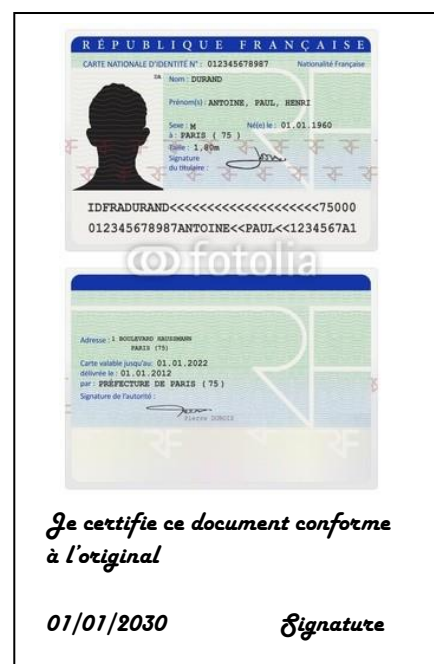 RÉPUBLIQUE FRANÇAISE
CARTE NATIONALE D'IDENTITÉ N° : 012345678987 Nationalité Française
Nom : DURAND
Prénom(s) : ANTOINE, PAUL, HENRI
Sexe : M Né(e) le : 01.01.1960
à : PARIS ( 75 )
Taille : 1,80m
Signature
du titulaire :
IDFRADURAND<<<<<<<<<<<<<<<<<<<<75000
012345678987ANTOINE<<PAUL<<1234567A1
fotolia
Adresse : 1 BOULEVARD HAUSSMANN
PARIS (75)
Carte valable jusqu'au: 01.01.2022
délivrée le : 01.01.2012
par : PRÉFECTURE DE PARIS ( 75 )
Signature de l'autorité :
RF
Je certifie ce document conforme
à l'original
01/01/2030 Signature